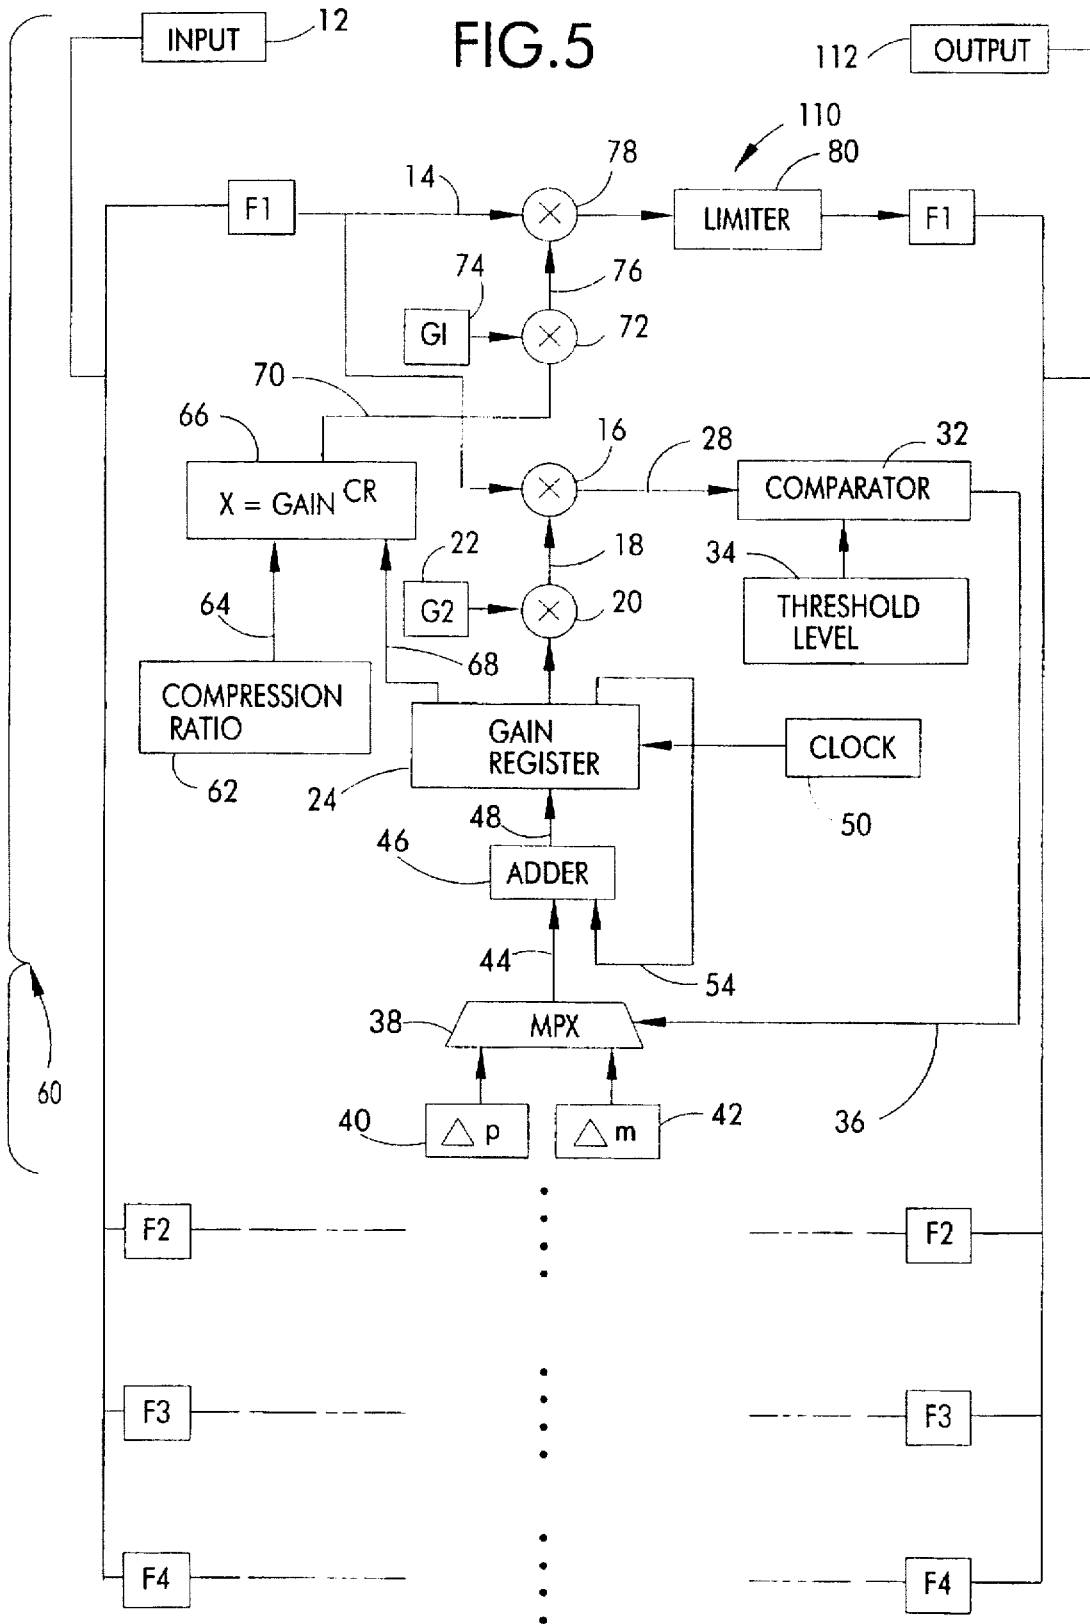 INPUT
12
FIG.5
112
OUTPUT
110
78
80
14
F1
LIMITER
F1
74
76
G1
72
70
66
16
28
32
X = GAIN CR
COMPARATOR
22
18
34
64
G2
20
THRESHOLD
LEVEL
68
COMPRESSION
RATIO
GAIN
REGISTER
CLOCK
62
24
48
50
46
ADDER
44
54
38
MPX
60
40
△ p
△ m
42
36
F2
F2
F3
F3
F4
F4